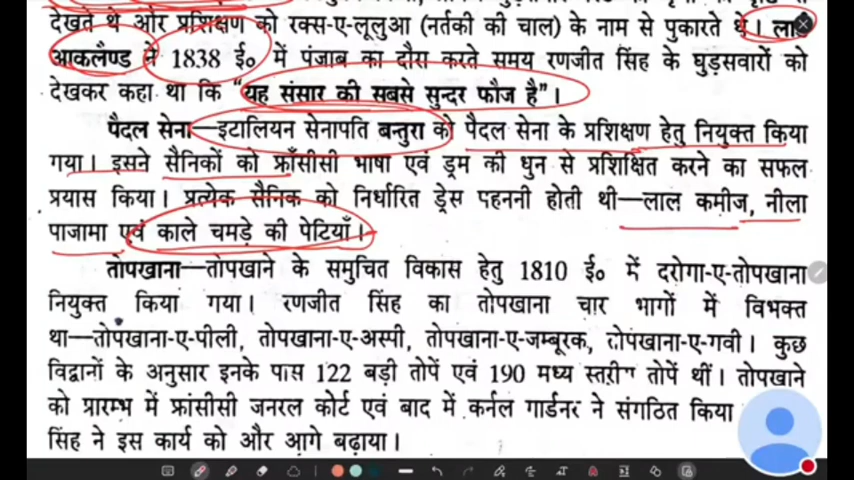 देखते थे और प्रशिक्षण को रक्स-ए-लूलुआ (नर्तकी की चाल) के नाम से पुकारते थे। लार्ड
आकलैण्ड ने 1838 ई० में पंजाब का दौरा करते समय रणजीत सिंह के घुड़सवारों को
देखकर कहा था कि "यह संसार की सबसे सुन्दर फौज है"।
पैदल सेना—इटालियन सेनापति बन्तुरा को पैदल सेना के प्रशिक्षण हेतु नियुक्त किया
गया। इसने सैनिकों को फ्राँसीसी भाषा एवं ड्रम की धुन से प्रशिक्षित करने का सफल
प्रयास किया। प्रत्येक सैनिक को निर्धारित ड्रेस पहननी होती थी—लाल कमीज, नीला
पाजामा एवं काले चमडे की पेटियाँ।
तोपखाना—तोपखाने के समुचित विकास हेतु 1810 ई० में दरोगा-ए-तोपखाना
नियुक्त किया गया। रणजीत सिंह का तोपखाना चार भागों में विभक्त
था—तोपखाना-ए-पीली, तोपखाना-ए-अस्पी, तोपखाना-ए-जम्बूरक, तोपखाना-ए-गवी। कुछ
विद्वानों के अनुसार इनके पास 122 बड़ी तोपें एवं 190 मध्य स्तरीय तोपें थीं। तोपखाने
को प्रारम्भ में फ्रांसीसी जनरल कोर्ट एवं बाद में कर्नल गार्डनर ने संगठित किया
सिंह ने इस कार्य को और आगे बढ़ाया।